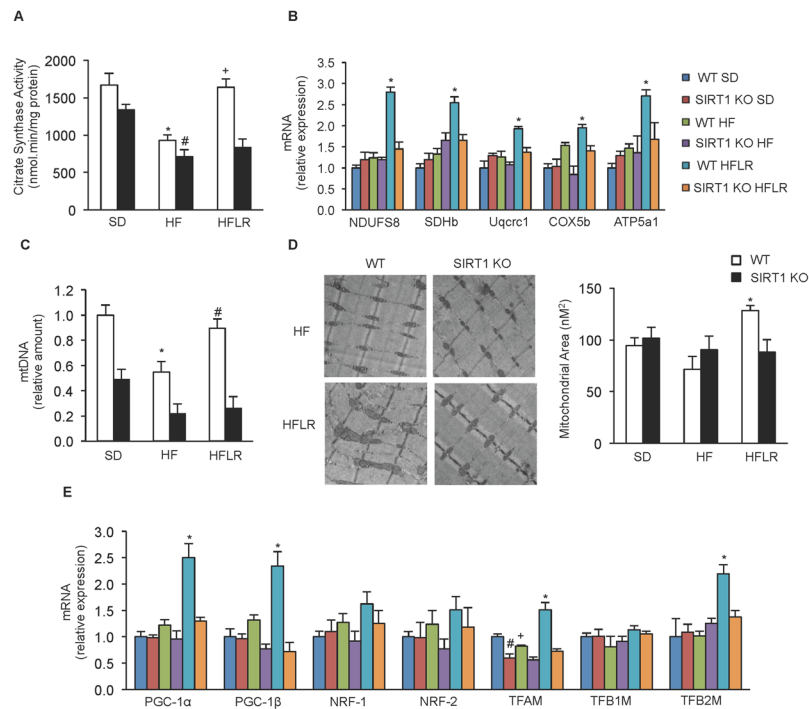 A
Citrate Synthase Activity
(nmol.min/mg protein)
2000
1500
1000
500
0
*
#
+
SD
HF
HFLR
B
mRNA
(relative expression)
3.5
3.0
2.5
2.0
1.5
1.0
0.5
0.0
*
*
*
*
*
NDUFS8
SDHb
Uqcrc1
COX5b
ATP5a1
WT SD
SIRT1 KO SD
WT HF
SIRT1 KO HF
WT HFLR
SIRT1 KO HFLR
C
mtDNA
(relative amount)
1.2
1.0
0.8
0.6
0.4
0.2
0.0
*
#
SD
HF
HFLR
D
WT
SIRT1 KO
HF
HFLR
WT
SIRT1 KO
Mitochondrial Area (nM2)
150
100
50
0
*
SD
HF
HFLR
E
mRNA
(relative expression)
3.0
2.5
2.0
1.5
1.0
0.5
0.0
*
*
#
+
*
*
PGC-1α
PGC-1β
NRF-1
NRF-2
TFAM
TFB1M
TFB2M